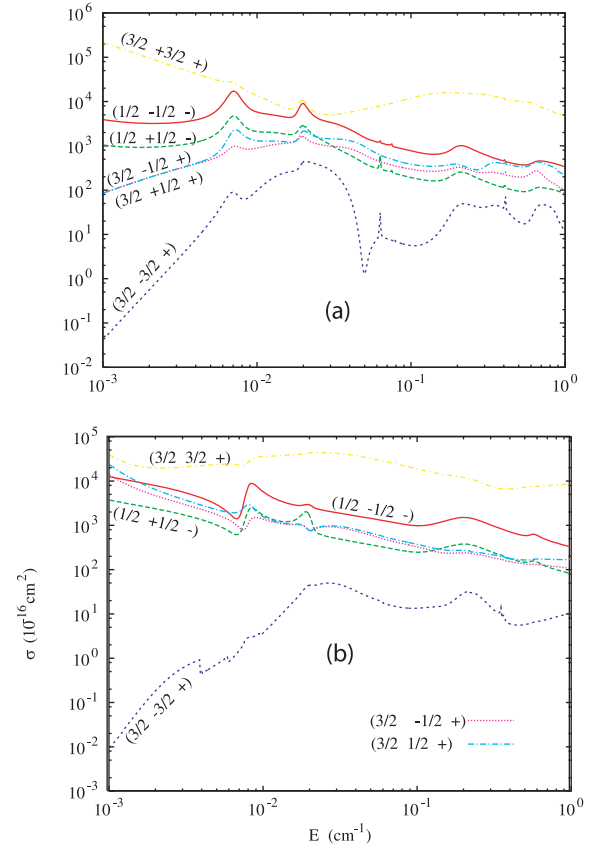 10^6
10^5
10^4
10^3
10^2
10^1
10^0
10^-1
10^-2
(3/2 +3/2 +)
(1/2 -1/2 -)
(1/2 +1/2 -)
(3/2 -1/2 +)
(3/2 +1/2 +)
(3/2 -3/2 +)
(a)
10^-3 10^-2 10^-1 10^0
10^5
10^4
10^3
10^2
10^1
10^0
10^-1
10^-2
10^-3
σ (10^-16 cm^2)
(3/2 3/2 +)
(1/2 -1/2 -)
(1/2 +1/2 -)
(3/2 -3/2 +)
(b)
(3/2 -1/2 +)
(3/2 1/2 +)
10^-3 10^-2 10^-1 10^0
E (cm^-1)